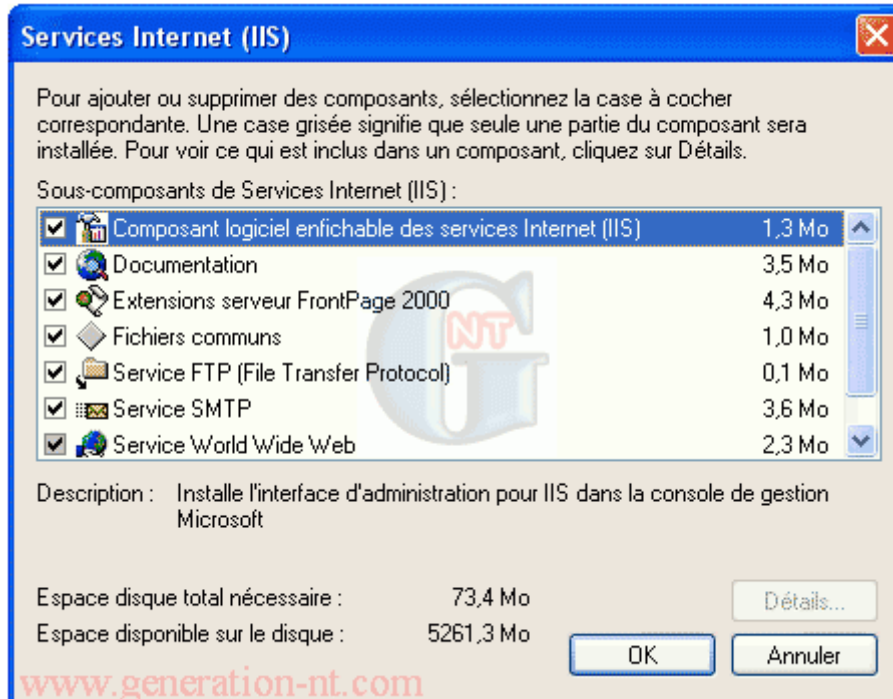 Services Internet (IIS)
Pour ajouter ou supprimer des composants, sélectionnez la case à cocher
correspondante. Une case grisée signifie que seule une partie du composant sera
installée. Pour voir ce qui est inclus dans un composant, cliquez sur Détails.
Sous-composants de Services Internet (IIS) :
Composant logiciel enfichable des services Internet (IIS) 1,3 Mo
Documentation 3,5 Mo
Extensions serveur FrontPage 2000 4,3 Mo
Fichiers communs 1,0 Mo
Service FTP (File Transfer Protocol) 0,1 Mo
Service SMTP 3,6 Mo
Service World Wide Web 2,3 Mo
G NT
Description : Installe l'interface d'administration pour IIS dans la console de gestion
Microsoft
Espace disque total nécessaire : 73,4 Mo
Détails...
Espace disponible sur le disque : 5261,3 Mo
OK Annuler
www.generation-nt.com